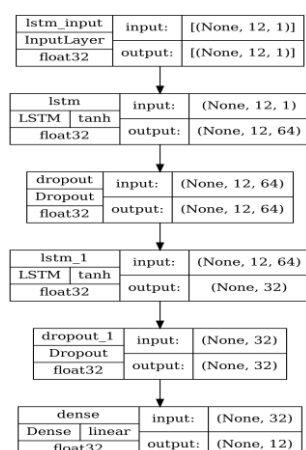 lstm_input
InputLayer
float32
input:
[(None, 12, 1)]
output:
[(None, 12, 1)]
lstm
LSTM tanh
float32
input:
(None, 12, 1)
output:
(None, 12, 64)
dropout
Dropout
float32
input:
(None, 12, 64)
output:
(None, 12, 64)
lstm_1
LSTM tanh
float32
input:
(None, 12, 64)
output:
(None, 32)
dropout_1
Dropout
float32
input:
(None, 32)
output:
(None, 32)
dense
Dense linear
float32
input:
(None, 32)
output:
(None, 12)